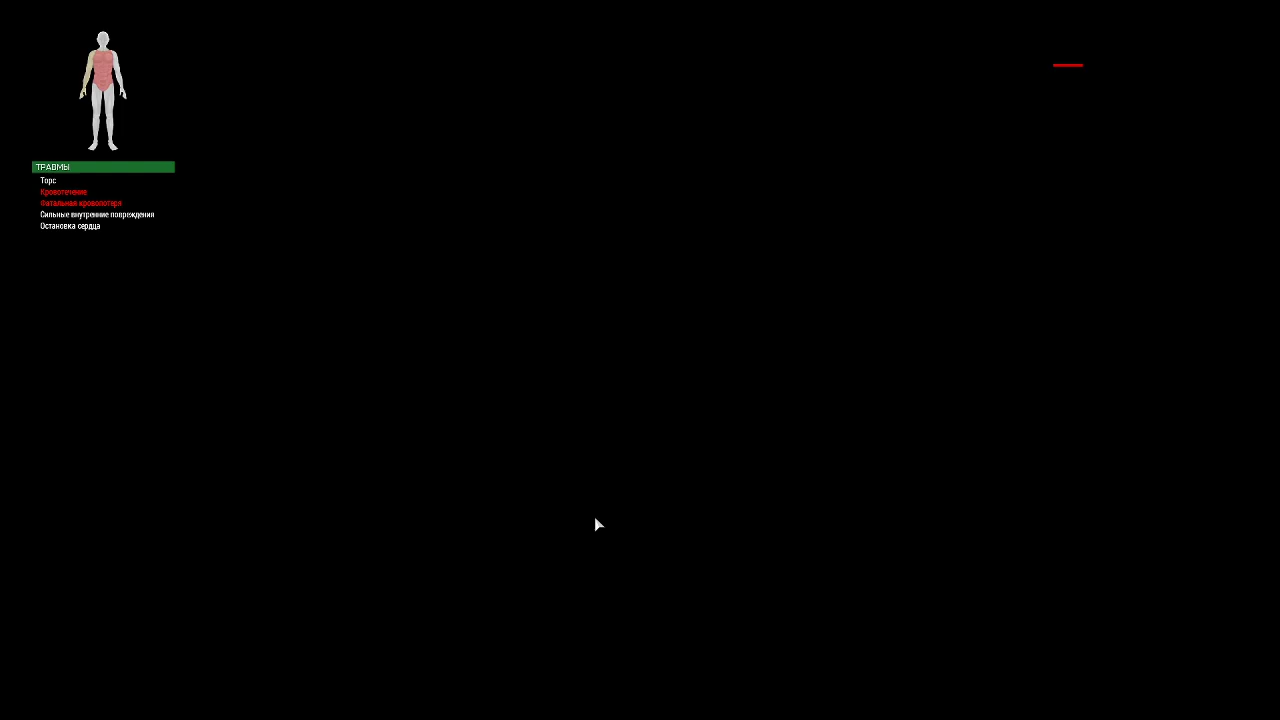 ТРАВМЫ
Торс
Кровотечение
Фатальная кровопотеря
Сильные внутренние повреждения
Остановка сердца